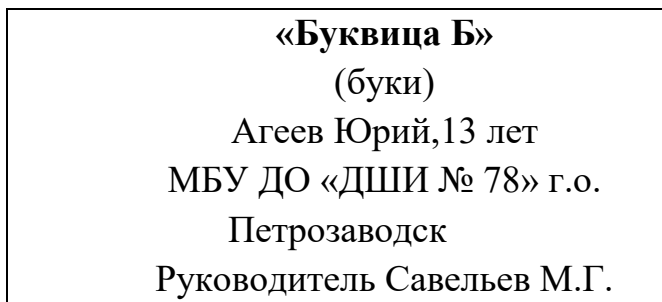 «Буквица Б»
(буки)
Агеев Юрий,13 лет
МБУ ДО «ДШИ № 78» г.о.
Петрозаводск
Руководитель Савельев М.Г.